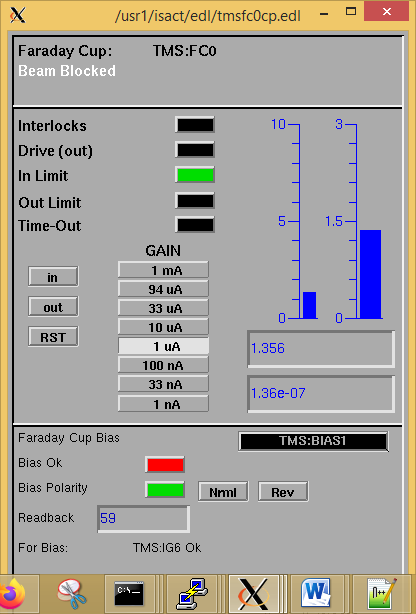 /usr1/isact/edl/tmsfc0cp.edl
Faraday Cup: TMS:FC0
Beam Blocked
Interlocks
Drive (out)
In Limit
Out Limit
Time-Out
10 5 0
3 1.5 0
GAIN
1 mA
94 uA
33 uA
10 uA
1 uA
100 nA
33 nA
1 nA
in
out
RST
1.356
1.36e-07
Faraday Cup Bias TMS:BIAS1
Bias Ok
Bias Polarity Nrml Rev
Readback 59
For Bias: TMS:IG6 Ok